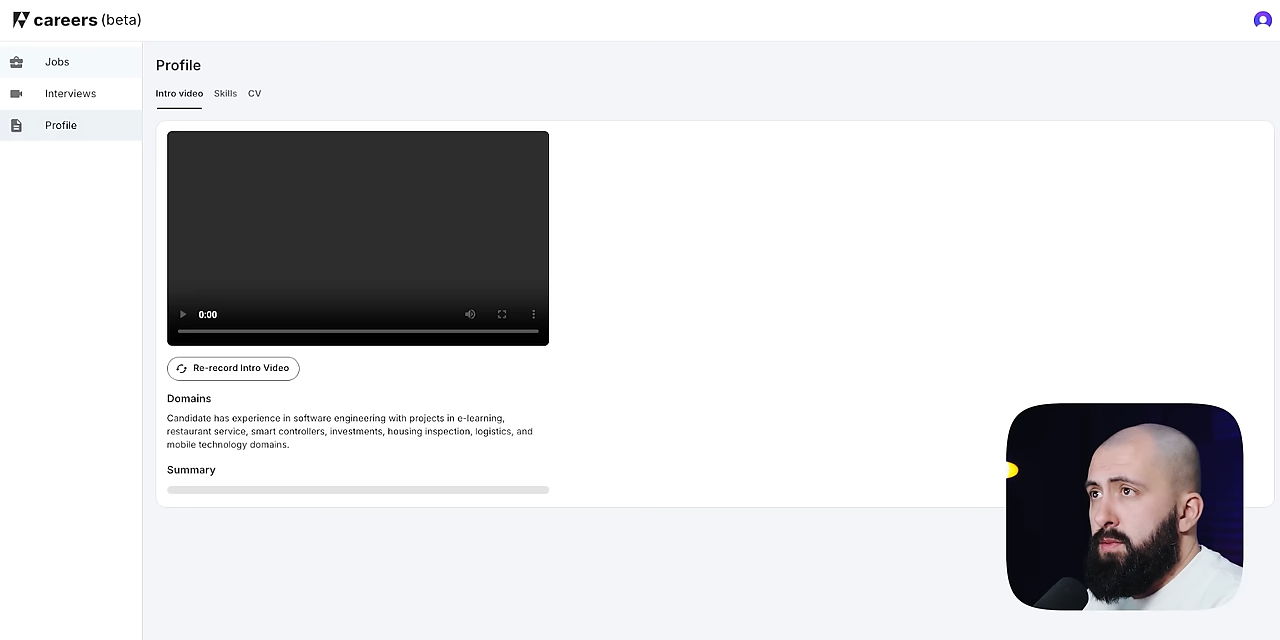 careers (beta)
Jobs
Interviews
Profile
Profile
Intro video Skills CV
0:00
Re-record Intro Video
Domains
Candidate has experience in software engineering with projects in e-learning,
restaurant service, smart controllers, investments, housing inspection, logistics, and
mobile technology domains.
Summary